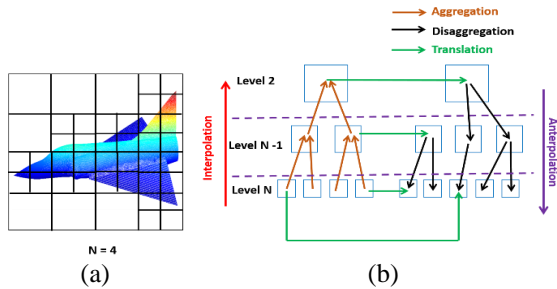 Aggregation
Disaggregation
Translation
Level 2
Level N -1
Level N
Interpolation
Anterpolation
N = 4
(a)
(b)